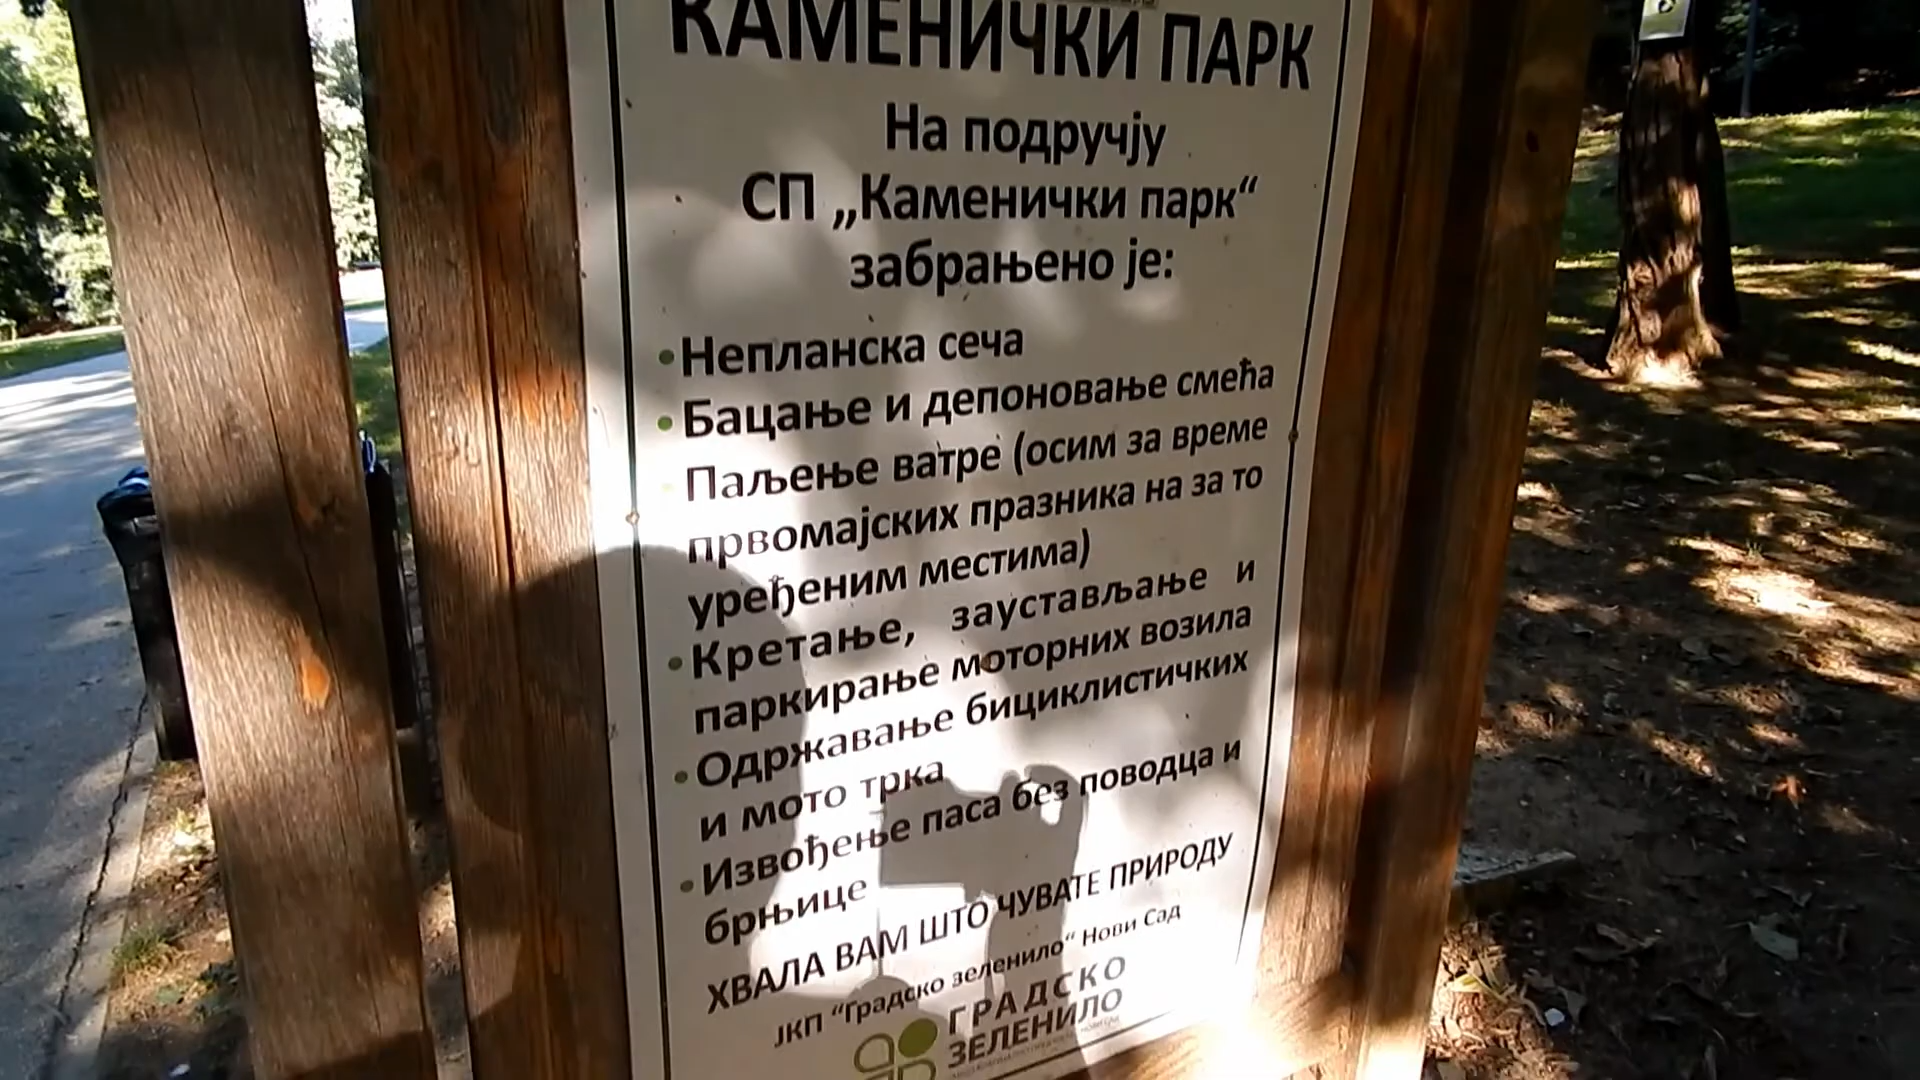 КАМЕНИЧКИ ПАРК
На подручју
СП „Каменички парк“
забрањено је:
•Непланска сеча
•Бацање и депоновање смећа
Паљење ватре (осим за време
првомајских празника на за то
уређеним местима)
•Кретање, заустављање и
паркирање моторних возила
•Одржавање бициклистичких
и мото трка
•Извођење паса без поводца и
брњице
ХВАЛА ВАМ ШТО ЧУВАТЕ ПРИРОДУ
ЈКП “Градско зеленило“ Нови Сад
ГРАДСКО
ЗЕЛЕНИЛО